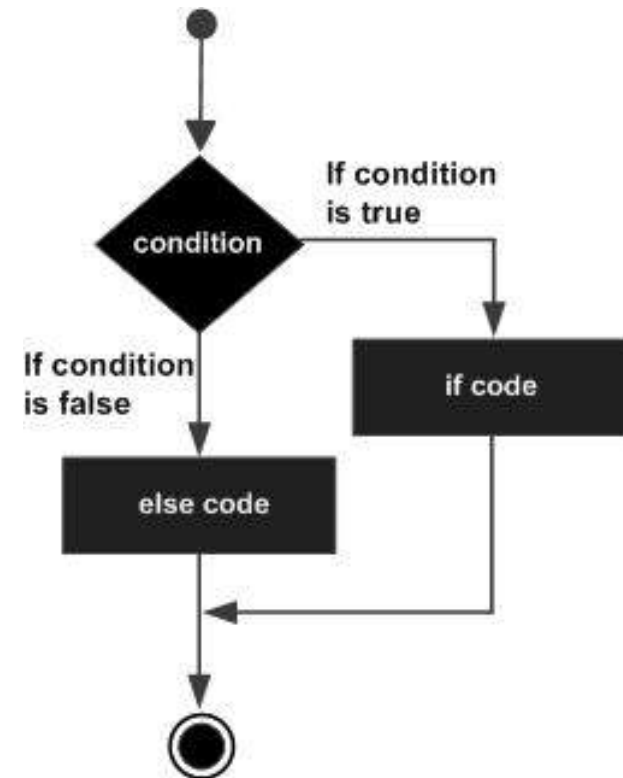 If condition
is true
condition
If condition
is false
if code
else code